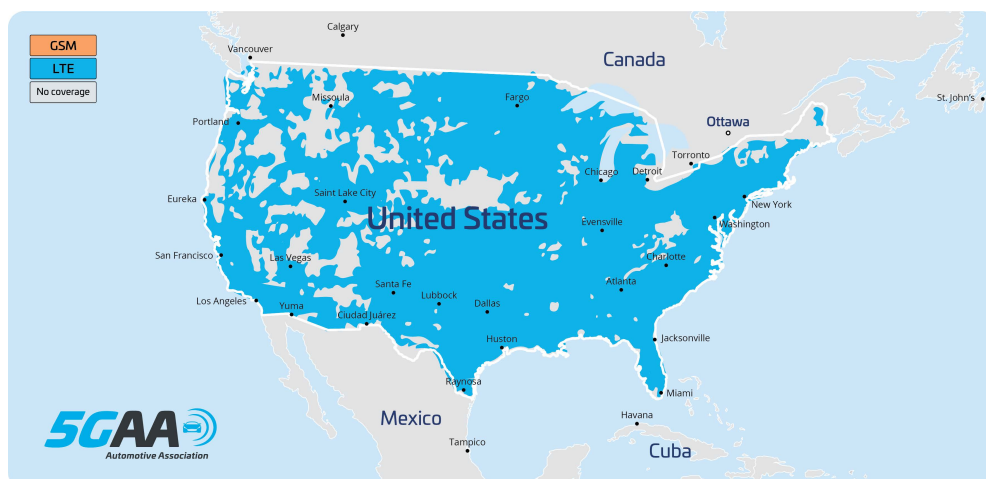 GSM
LTE
No coverage
Calgary
Vancouver
Canada
St. John's
Missoula
Fargo
Portland
Ottawa
Torronto
Chicago
Detroit
Eureka
Saint Lake City
New York
United States
Evensville
Washington
San Francisco
Las Vegas
Charlotte
Santa Fe
Atlanta
Los Angeles
Yuma
Lubbock
Dallas
Ciudad Juárez
Huston
Jacksonville
Raynosa
Miami
Mexico
Havana
Tampico
Cuba
5GAA
Automotive Association